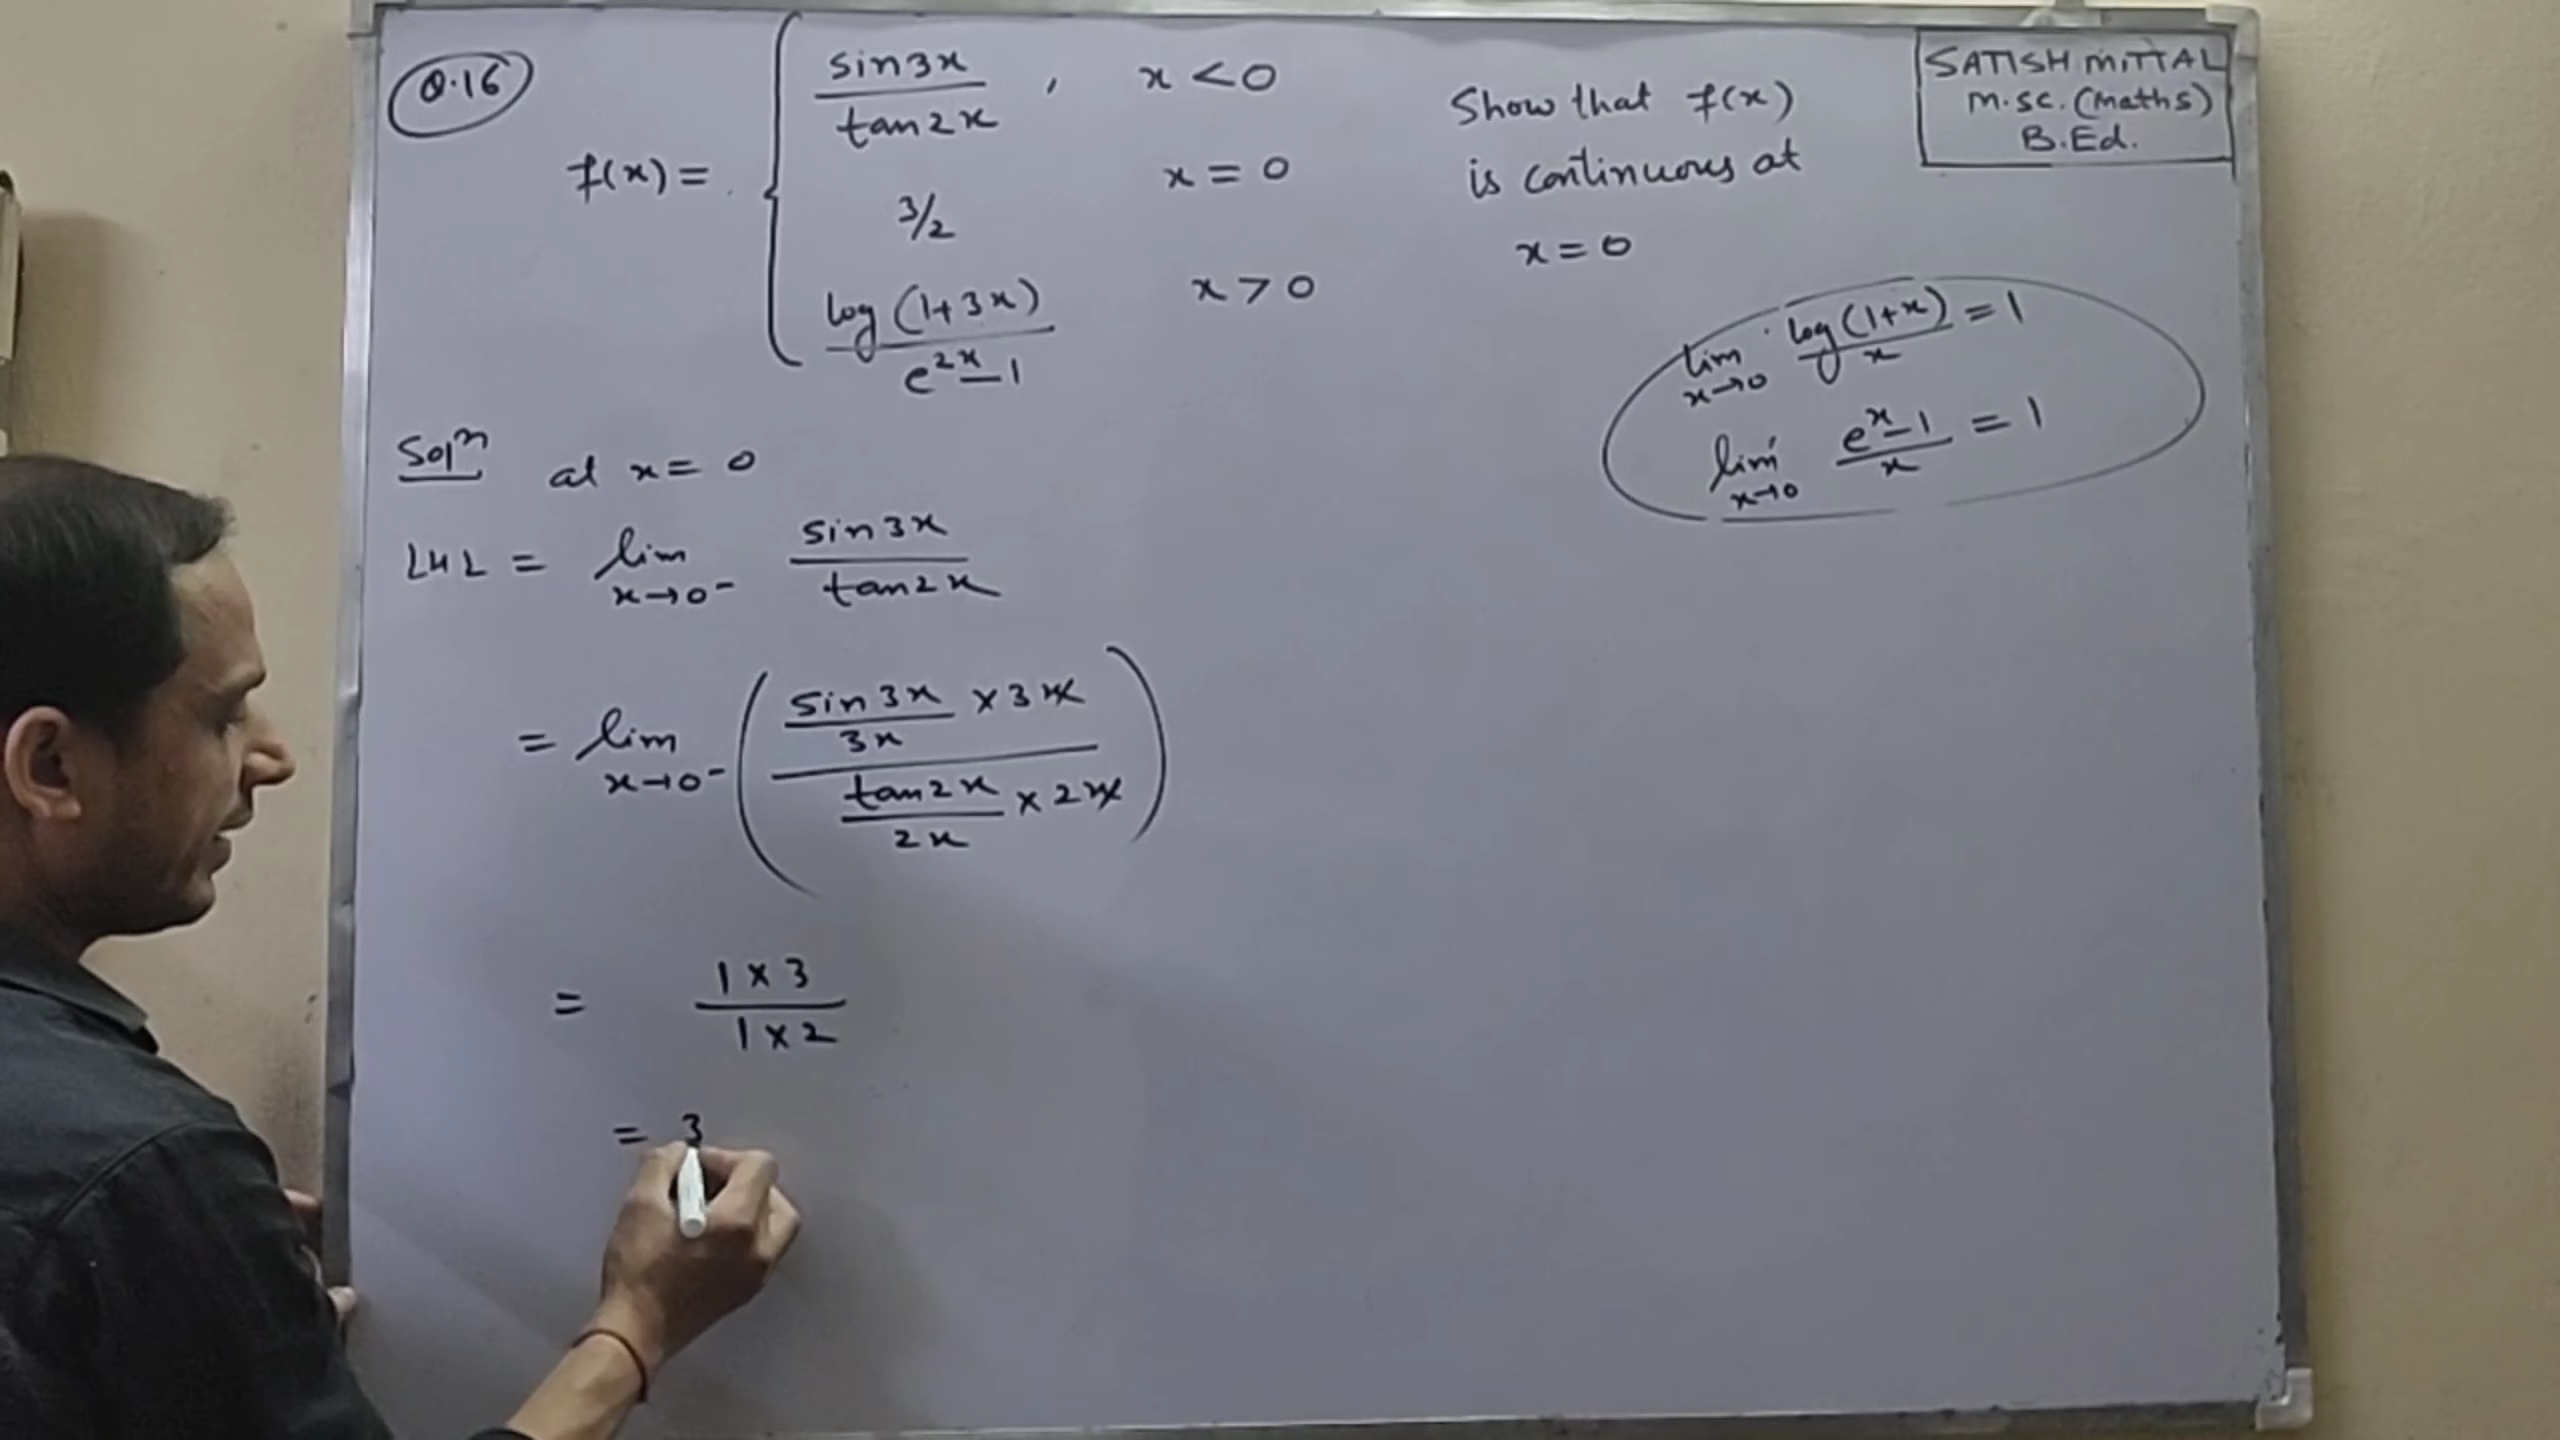 Q.16
f(x) = { sin3x / tan2x , x < 0
3/2 x = 0
log(1+3x) / e^2x - 1 x > 0
Show that f(x)
is continuous at
x = 0
SATISH MITTAL
M.Sc. (Maths)
B.Ed.
lim x→0 log(1+x) / x = 1
lim x→0 e^x - 1 / x = 1
Sol^n at x = 0
LHL = lim x→0- sin3x / tan2x
= lim x→0- ( (sin3x / 3x × 3x) / (tan2x / 2x × 2x) )
= 1 × 3 / 1 × 2
= 3